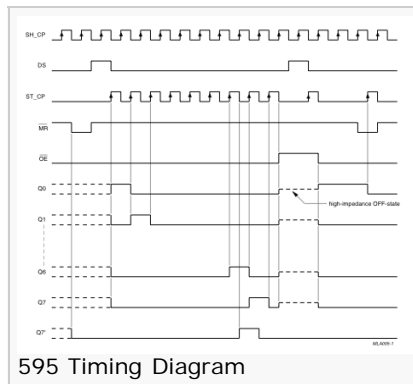 SH_CP
DS
ST_CP
MR
OE
Q0
high-impedance OFF-state
Q1
Q6
Q7
Q7'
595 Timing Diagram